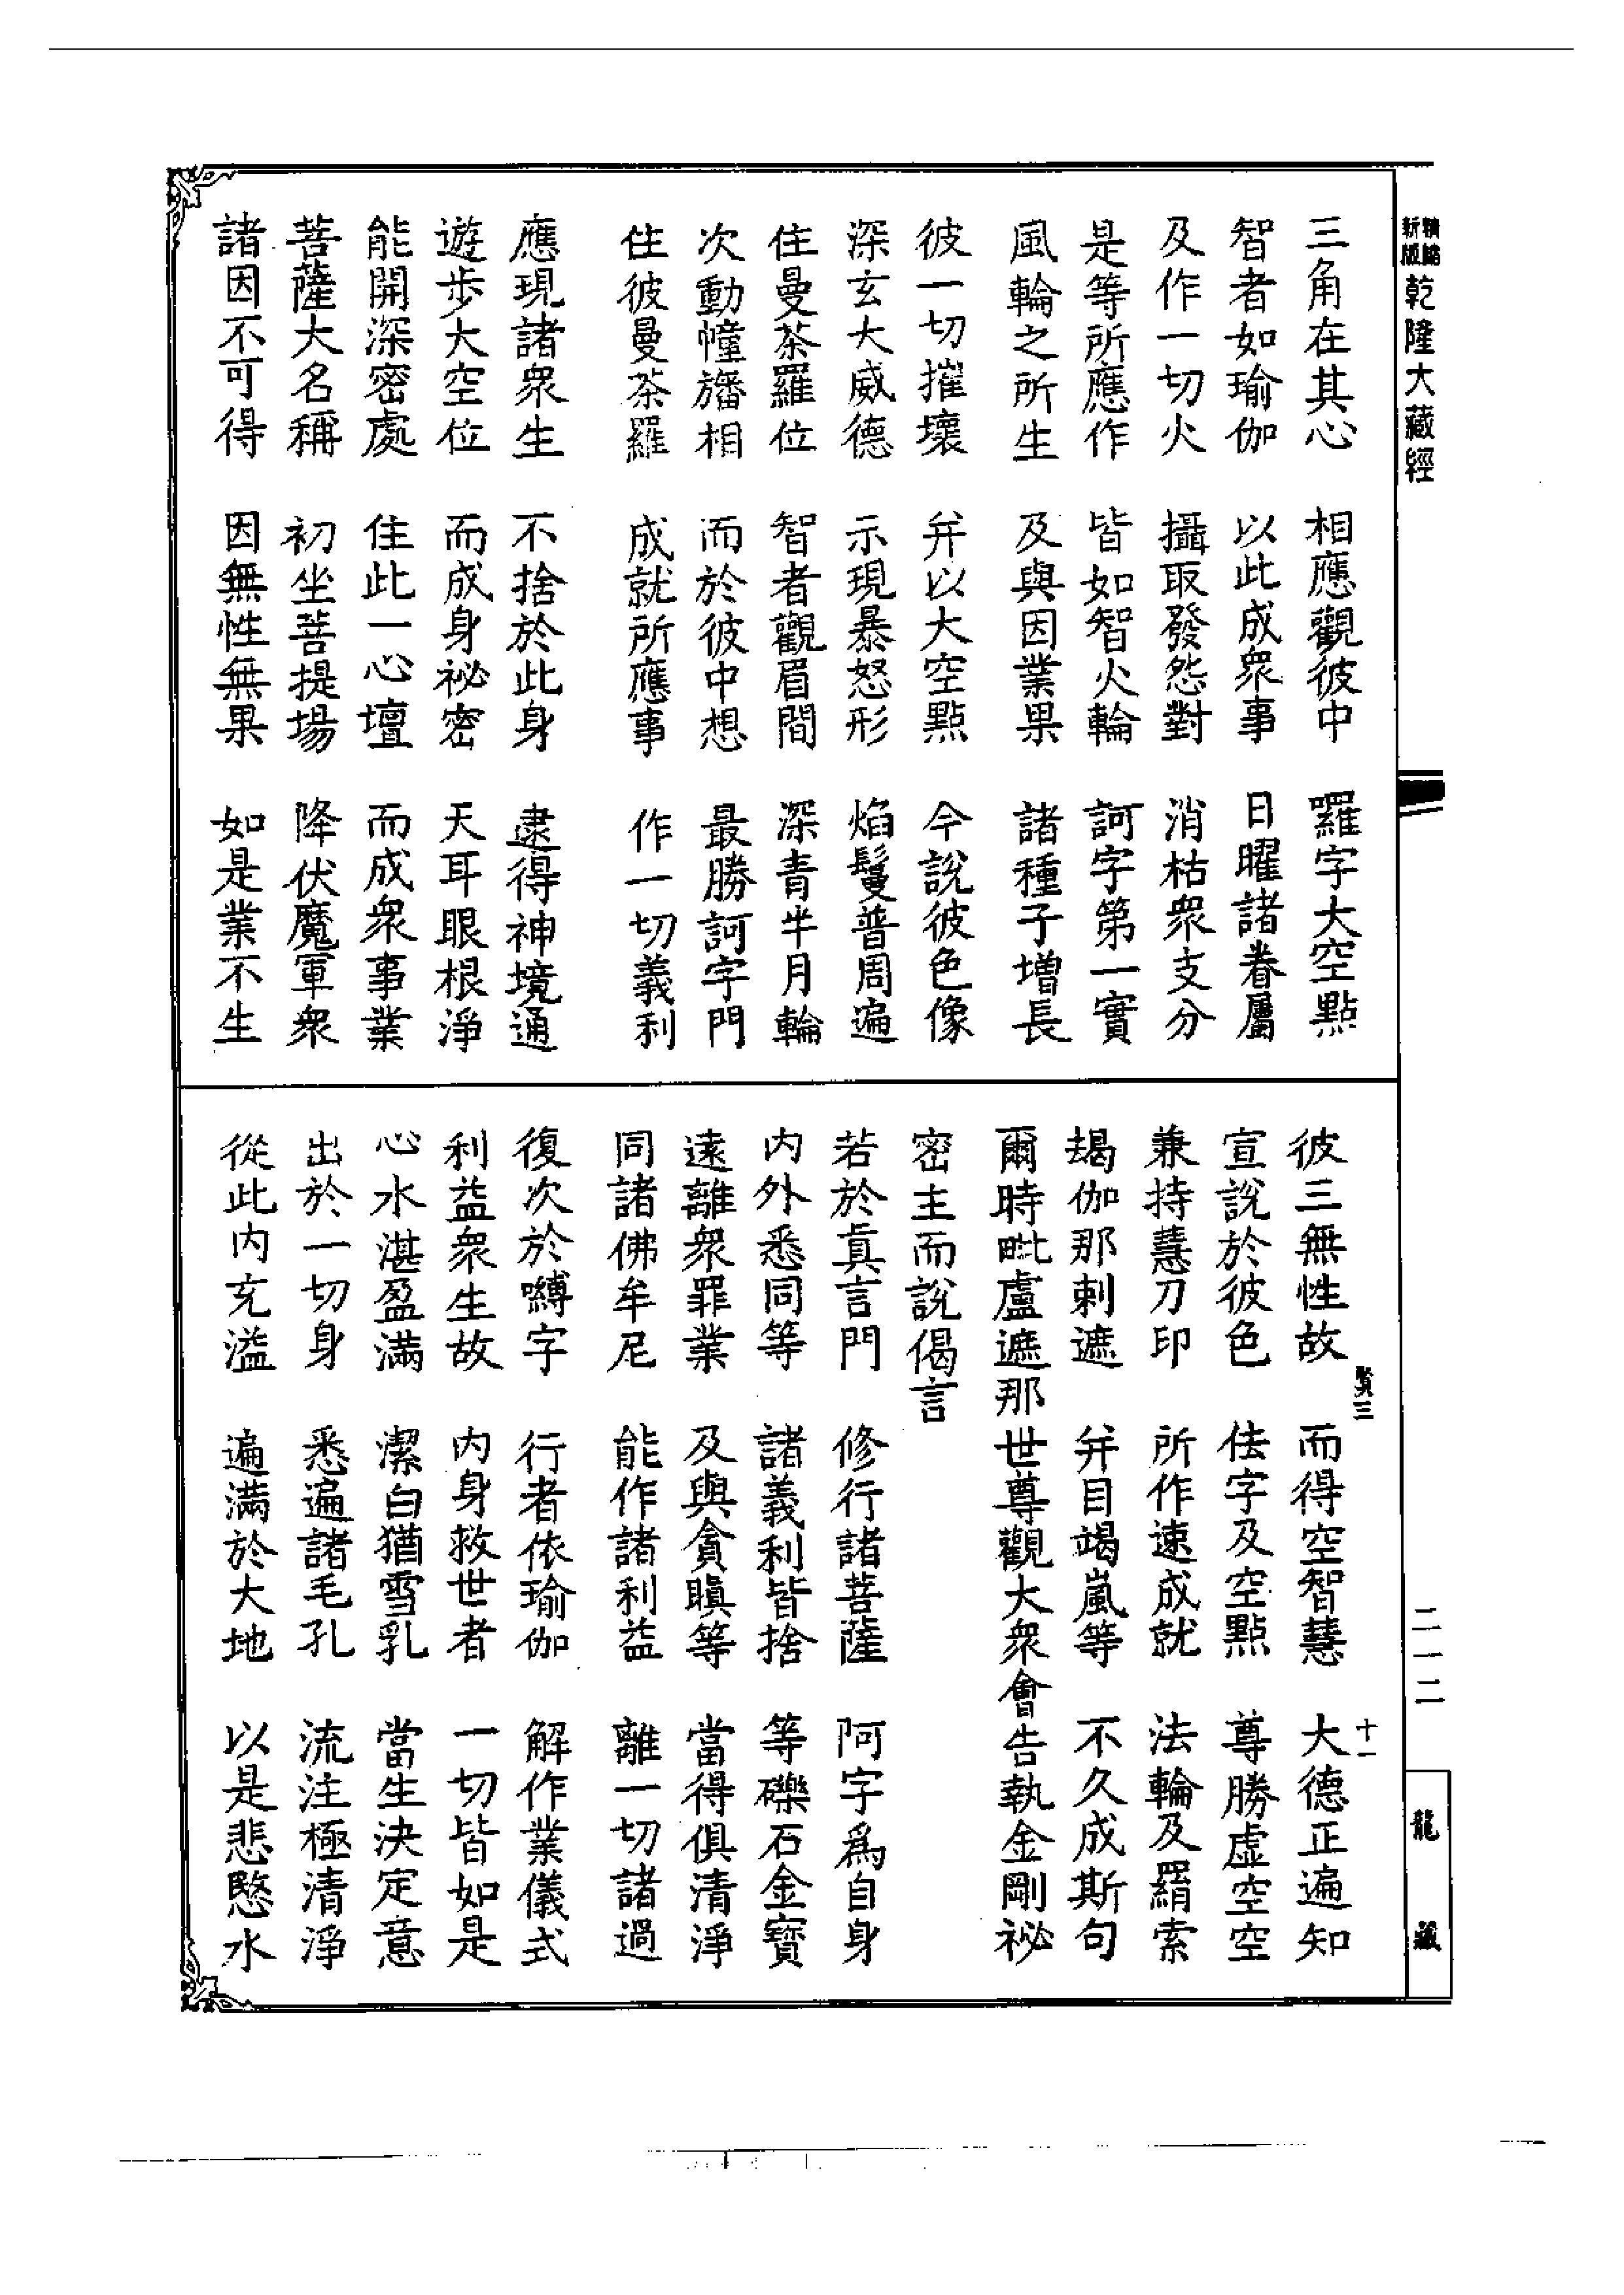 新版 精縮 乾隆大藏經
三角在其心 相應觀彼中 囉字大空點
智者如瑜伽 以此成眾事 日曜諸眷屬
及作一切火 攝取發怨對 消枯眾支分
是等所應作 皆如智火輪 訶字第一實
風輪之所生 及與因業果 諸種子增長
彼一切摧壞 并以大空點 今說彼色像
深玄大威德 示現暴怒形 焰鬘普周遍
住曼荼羅位 智者觀眉間 深青半月輪
次動幢旛相 而於彼中想 最勝訶字門
住彼曼荼羅 成就所應事 作一切義利
應現諸眾生 不捨於此身 逮得神境通
遊步大空位 而成身祕密 天耳眼根淨
能開深密處 住此一心壇 而成眾事業
菩薩大名稱 初坐菩提場 降伏魔軍眾
諸因不可得 因無性無果 如是業不生
彼三無性故 而得空智慧 大德正遍知
宣說於彼色 佉字及空點 尊勝虛空空
兼持慧刀印 所作速成就 法輪及羂索
朅伽那剌遮 并目竭嵐等 不久成斯句
爾時毗盧遮那世尊觀大眾會告執金剛祕
密主而說偈言
若於真言門 修行諸菩薩 阿字為自身
內外悉同等 諸義利皆捨 等礫石金寶
遠離眾罪業 及與貪瞋等 當得俱清淨
同諸佛牟尼 能作諸利益 離一切諸過
復次於嚩字 行者依瑜伽 解作業儀式
利益眾生故 內身救世者 一切皆如是
心水湛盈滿 潔白猶雪乳 當生決定意
出於一切身 悉遍諸毛孔 流注極清淨
從此內充溢 遍滿於大地 以是悲愍水
賢三
十一
二一二
龍藏